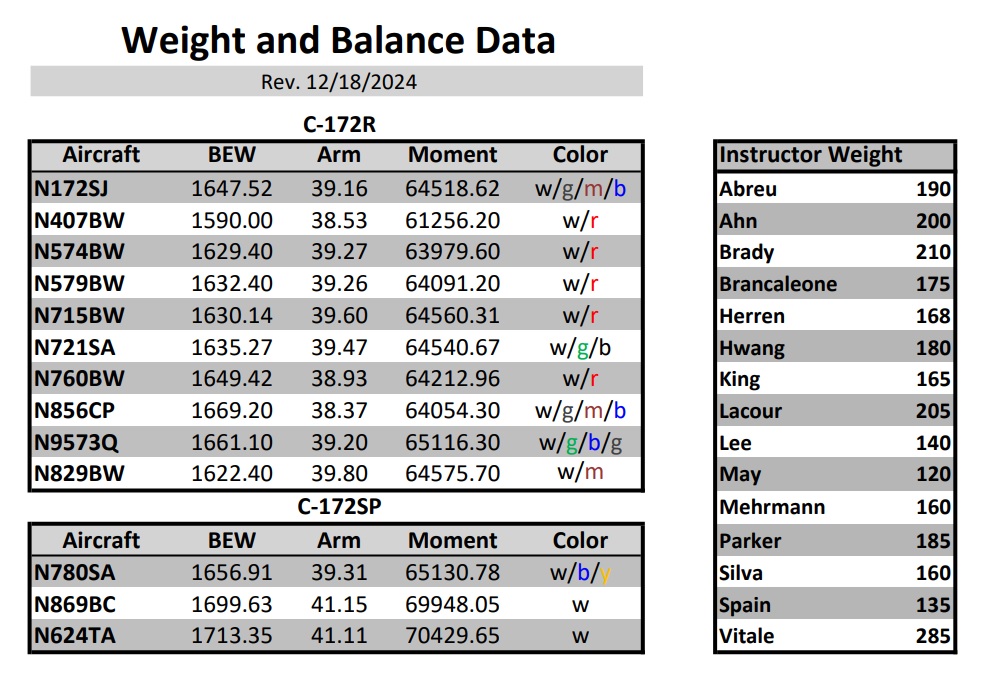 Weight and Balance Data
Rev. 12/18/2024
C-172R
Aircraft BEW Arm Moment Color
N172SJ 1647.52 39.16 64518.62 w/g/m/b
N407BW 1590.00 38.53 61256.20 w/r
N574BW 1629.40 39.27 63979.60 w/r
N579BW 1632.40 39.26 64091.20 w/r
N715BW 1630.14 39.60 64560.31 w/r
N721SA 1635.27 39.47 64540.67 w/g/b
N760BW 1649.42 38.93 64212.96 w/r
N856CP 1669.20 38.37 64054.30 w/g/m/b
N9573Q 1661.10 39.20 65116.30 w/g/b/g
N829BW 1622.40 39.80 64575.70 w/m
C-172SP
Aircraft BEW Arm Moment Color
N780SA 1656.91 39.31 65130.78 w/b/y
N869BC 1699.63 41.15 69948.05 w
N624TA 1713.35 41.11 70429.65 w
Instructor Weight
Abreu 190
Ahn 200
Brady 210
Brancaleone 175
Herren 168
Hwang 180
King 165
Lacour 205
Lee 140
May 120
Mehrmann 160
Parker 185
Silva 160
Spain 135
Vitale 285